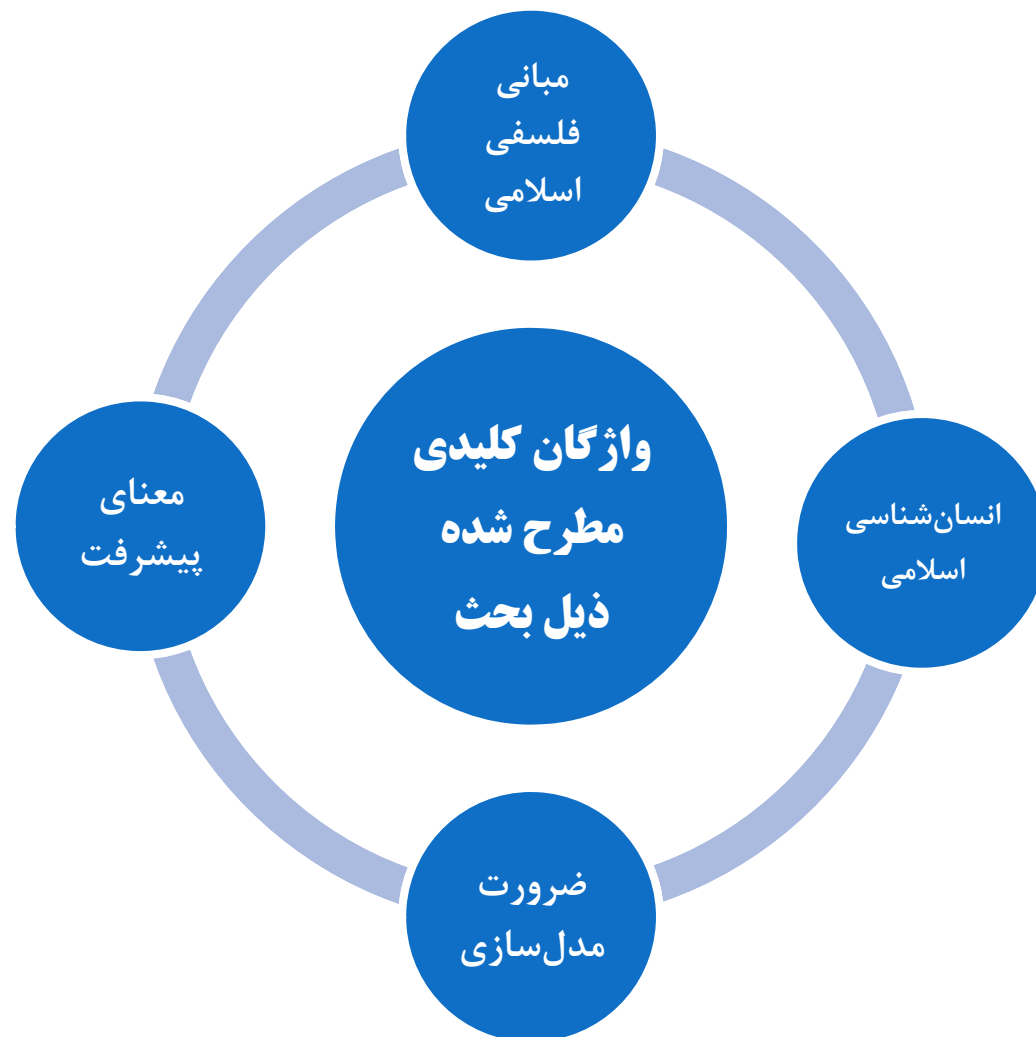 مبانی
فلسفی
اسلامی
واژگان کلیدی
مطرح شده
ذیل بحث
انسان‌شناسی
اسلامی
ضرورت
مدل‌سازی
معنای
پیشرفت